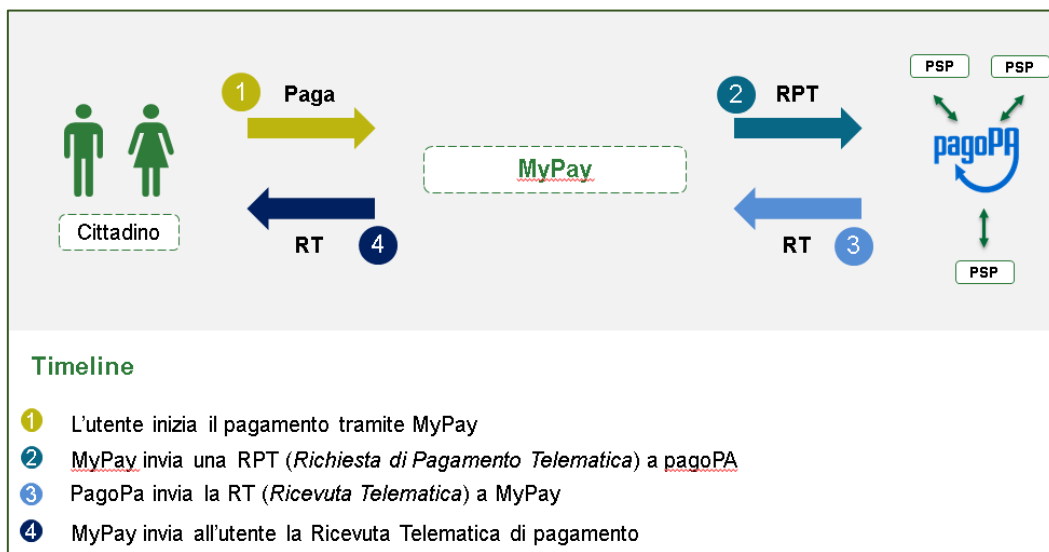 1 Paga
2 RPT
PSP PSP
pagoPA
MyPay
Cittadino
RT 4
RT 3
PSP
Timeline
1 L'utente inizia il pagamento tramite MyPay
2 MyPay invia una RPT (Richiesta di Pagamento Telematica) a pagoPA
3 PagoPa invia la RT (Ricevuta Telematica) a MyPay
4 MyPay invia all'utente la Ricevuta Telematica di pagamento